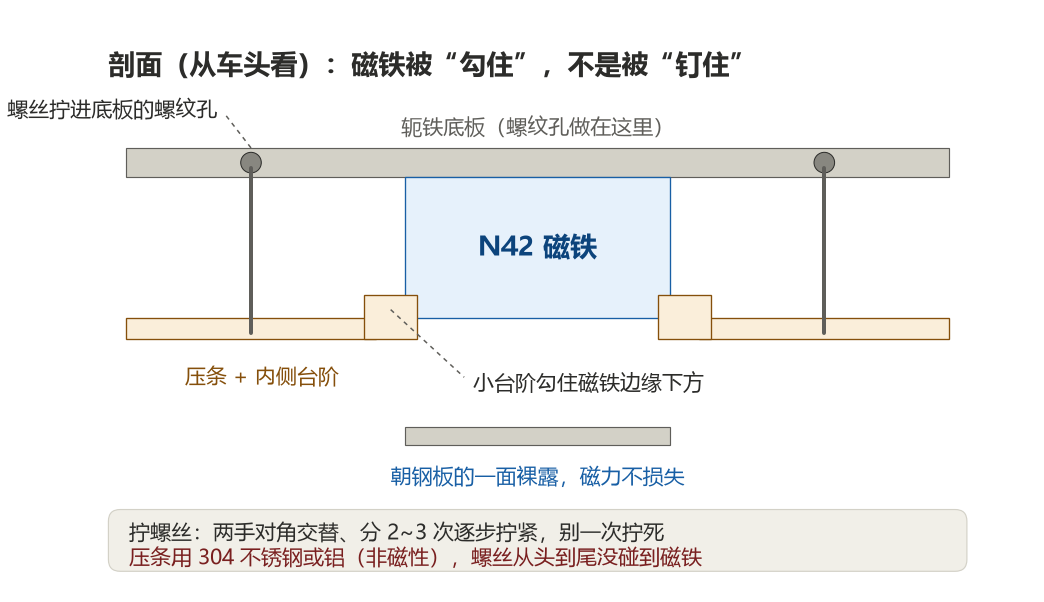 剖面（从车头看）：磁铁被“勾住”，不是被“钉住”
螺丝拧进底板的螺纹孔
轭铁底板（螺纹孔做在这里）
N42 磁铁
压条 + 内侧台阶
小台阶勾住磁铁边缘下方
朝钢板的一面裸露，磁力不损失
拧螺丝：两手对角交替、分 2~3 次逐步拧紧，别一次拧死
压条用 304 不锈钢或铝（非磁性），螺丝从头到尾没碰到磁铁